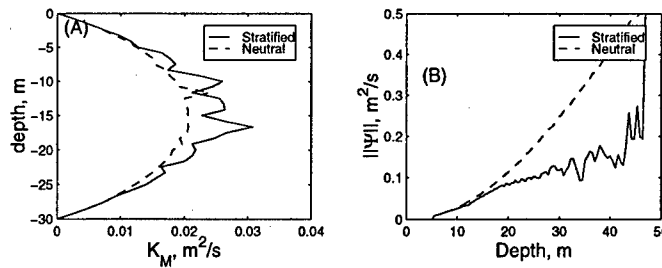 (A)
Stratified
Neutral
0
-5
-10
-15
-20
-25
-30
depth, m
0
0.01
0.02
0.03
0.04
K_M, m²/s
(B)
Stratified
Neutral
0.5
0.4
0.3
0.2
0.1
0
||Ψ||, m²/s
0
10
20
30
40
50
Depth, m